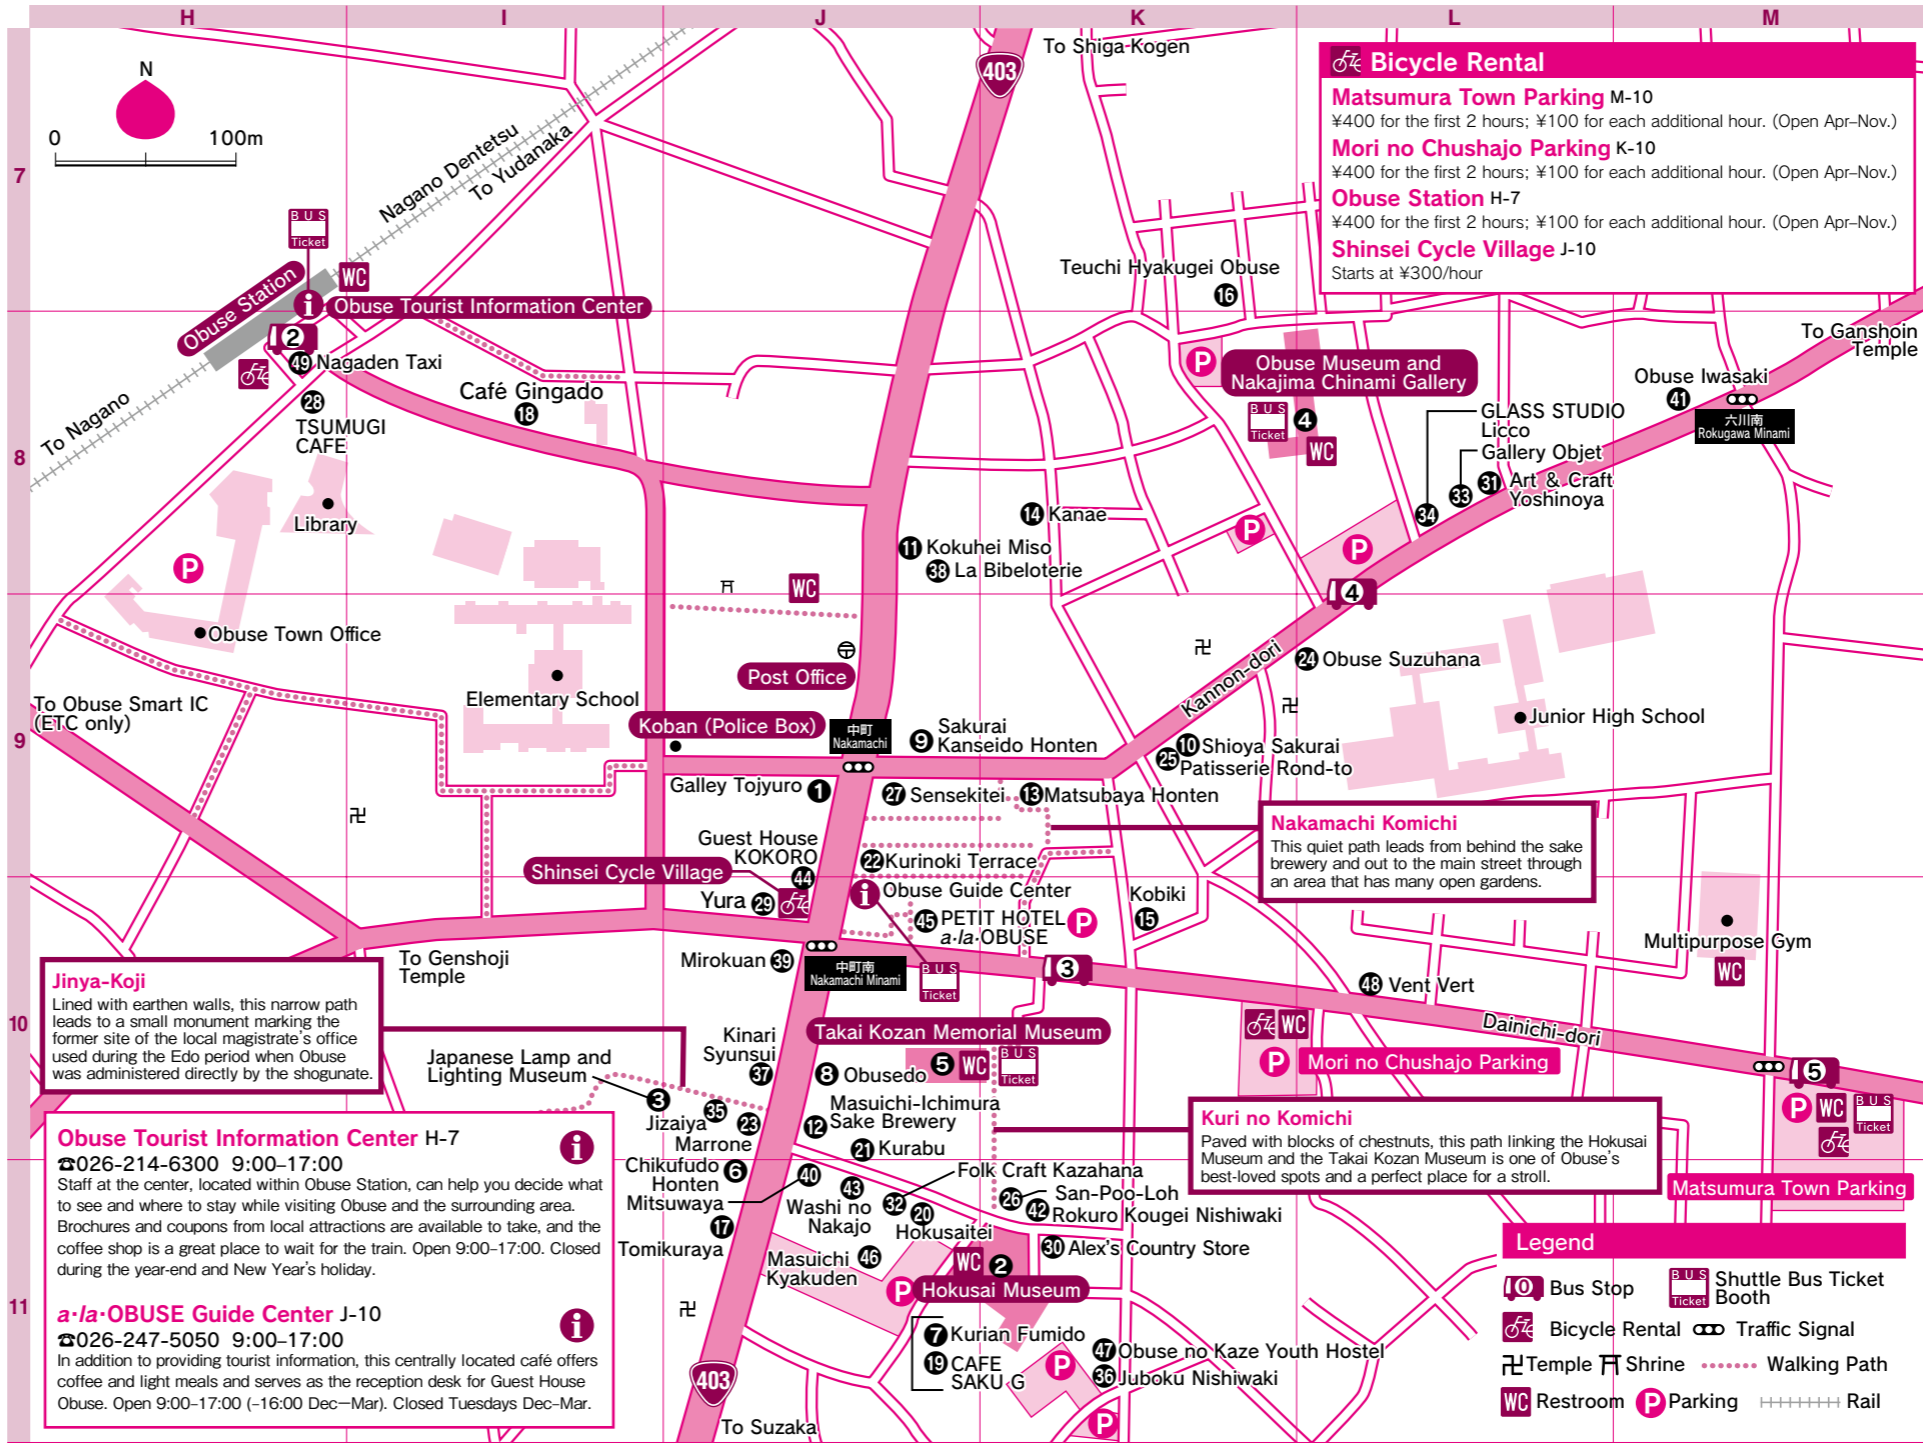 H
I
J
K
L
M
7
8
9
10
11
N
0 100m
To Shiga Kogen
403
Bicycle Rental
Matsumura Town Parking M-10
¥400 for the first 2 hours; ¥100 for each additional hour. (Open Apr–Nov.)
Mori no Chushajo Parking K-10
¥400 for the first 2 hours; ¥100 for each additional hour. (Open Apr–Nov.)
Obuse Station H-7
¥400 for the first 2 hours; ¥100 for each additional hour. (Open Apr–Nov.)
Shinsei Cycle Village J-10
Starts at ¥300/hour
Nagano Dentetsu
To Yudanaka
BUS
Ticket
WC
Obuse Station
i
Obuse Tourist Information Center
2
49 Nagaden Taxi
To Nagano
28
TSUMUGI
CAFE
Café Gingado
18
Library
P
Obuse Town Office
Teuchi Hyakugei Obuse
16
P
Obuse Museum and
Nakajima Chinami Gallery
BUS
Ticket
4
WC
To Ganshoin
Temple
Obuse Iwasaki
41
六川南
Rokugawa Minami
GLASS STUDIO
Licco
Gallery Objet
Art & Craft
Yoshinoya
34
33
31
14 Kanae
P
P
11 Kokuhei Miso
38 La Bibeloterie
WC
4
Post Office
Elementary School
To Obuse Smart IC
(ETC only)
Koban (Police Box)
中町
Nakamachi
9 Sakurai
Kanseido Honten
Kannon-dori
24 Obuse Suzuhana
Junior High School
10 Shioya Sakurai
25 Patisserie Rond-to
Galley Tojyuro 1
27 Sensekitei
13 Matsubaya Honten
Nakamachi Komichi
This quiet path leads from behind the sake
brewery and out to the main street through
an area that has many open gardens.
Guest House
KOKORO
44
Shinsei Cycle Village
Yura 29
22 Kurinoki Terrace
i
Obuse Guide Center
45 PETIT HOTEL
a·la·OBUSE
P
Kobiki
15
Multipurpose Gym
WC
To Genshoji
Temple
Mirokuan 39
中町南
Nakamachi Minami
BUS
Ticket
3
48 Vent Vert
Dainichi-dori
Jinya-Koji
Lined with earthen walls, this narrow path
leads to a small monument marking the
former site of the local magistrate's office
used during the Edo period when Obuse
was administered directly by the shogunate.
Kinari
Syunsui
37
Takai Kozan Memorial Museum
8 Obusedo
5
WC
BUS
Ticket
WC
P
Mori no Chushajo Parking
5
P
WC
BUS
Ticket
Matsumura Town Parking
Japanese Lamp and
Lighting Museum
3
35
Jizaiya
23
Marrone
12
Masuichi-Ichimura
Sake Brewery
21 Kurabu
Kuri no Komichi
Paved with blocks of chestnuts, this path linking the Hokusai
Museum and the Takai Kozan Museum is one of Obuse's
best-loved spots and a perfect place for a stroll.
Chikufudo
Honten
6
Mitsuwaya
40
17
Tomikuraya
43
Washi no
Nakajo
Folk Craft Kazahana
32
20
Hokusaitei
26 San-Poo-Loh
42 Rokuro Kougei Nishiwaki
30 Alex's Country Store
Masuichi
Kyakuden
46
P
WC
2
Hokusai Museum
7 Kurian Fumido
19 CAFE
SAKU G
P
47 Obuse no Kaze Youth Hostel
36 Juboku Nishiwaki
P
403
To Suzaka
Obuse Tourist Information Center H-7
i
☎026-214-6300 9:00–17:00
Staff at the center, located within Obuse Station, can help you decide what
to see and where to stay while visiting Obuse and the surrounding area.
Brochures and coupons from local attractions are available to take, and the
coffee shop is a great place to wait for the train. Open 9:00–17:00. Closed
during the year-end and New Year's holiday.
a·la·OBUSE Guide Center J-10
i
☎026-247-5050 9:00–17:00
In addition to providing tourist information, this centrally located café offers
coffee and light meals and serves as the reception desk for Guest House
Obuse. Open 9:00–17:00 (–16:00 Dec—Mar). Closed Tuesdays Dec–Mar.
Legend
0 Bus Stop
BUS
Ticket
Shuttle Bus Ticket
Booth
Bicycle Rental
Traffic Signal
卍 Temple
Shrine
Walking Path
WC Restroom
P Parking
Rail